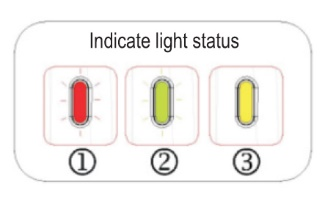 Indicate light status
① ② ③